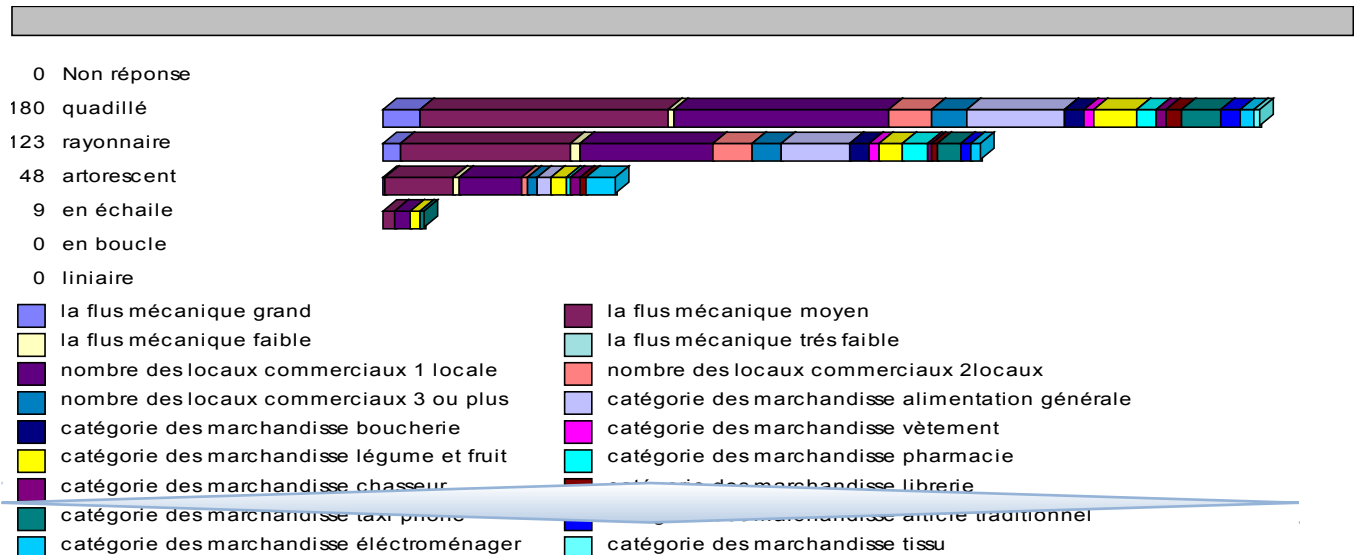 0 Non réponse
180 quadillé
123 rayonnaire
48 artorescent
9 en échaile
0 en boucle
0 liniaire
la flus mécanique grand
la flus mécanique moyen
la flus mécanique faible
la flus mécanique trés faible
nombre des locaux commerciaux 1 locale
nombre des locaux commerciaux 2locaux
nombre des locaux commerciaux 3 ou plus
catégorie des marchandisse alimentation générale
catégorie des marchandisse boucherie
catégorie des marchandisse vètement
catégorie des marchandisse légume et fruit
catégorie des marchandisse pharmacie
catégorie des marchandisse chasseur
catégorie des marchandisse librerie
catégorie des marchandisse taxi phone
marchandisse traditionnel
catégorie des marchandisse éléctroménager
catégorie des marchandisse tissu